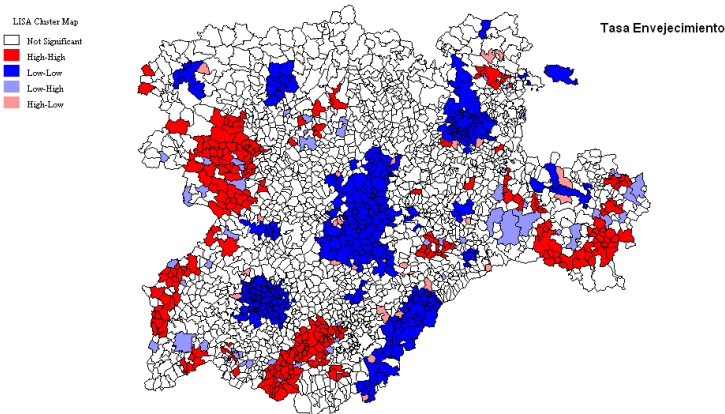 LISA Cluster Map
Tasa Envejecimiento
Not Significant
High-High
Low-Low
Low-High
High-Low